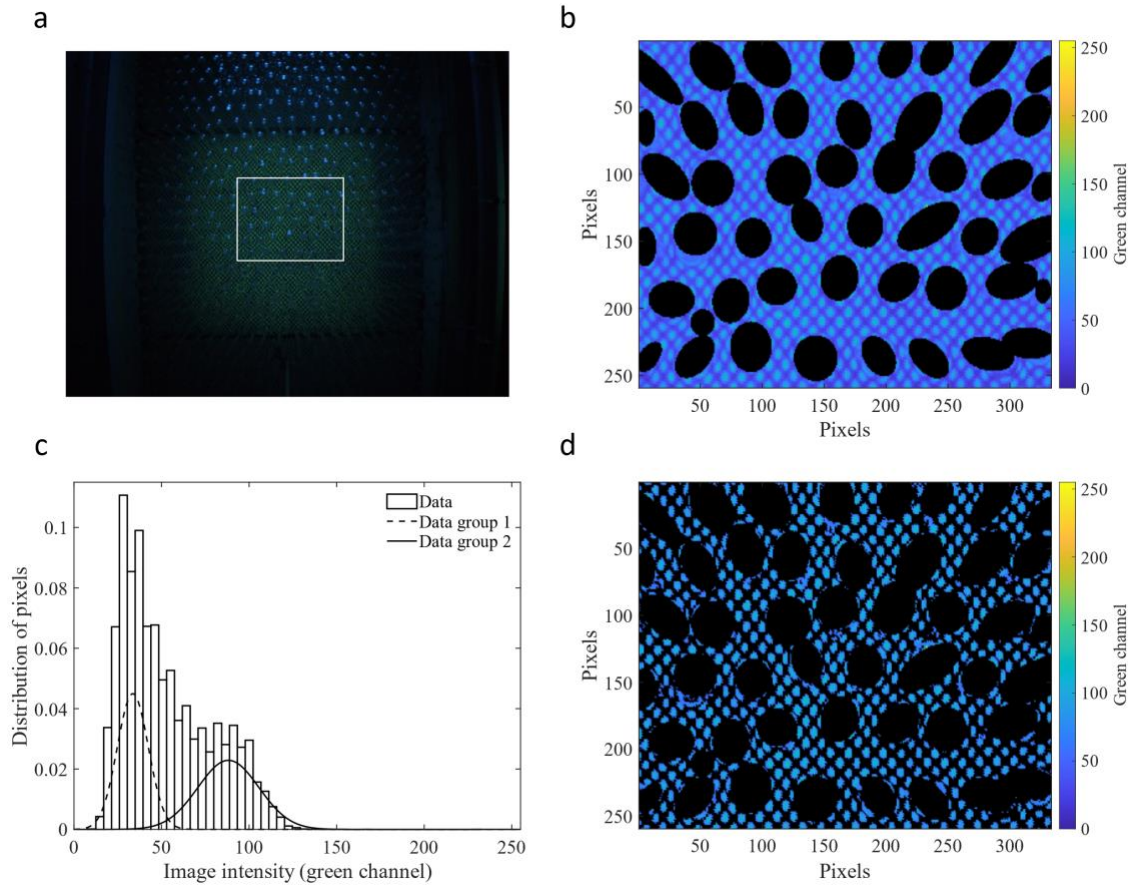 a
b
50
100
150
200
250
Pixels
50 100 150 200 250 300
Pixels
250
200
150
100
50
0
Green channel
c
0.1
0.08
0.06
0.04
0.02
0
Distribution of pixels
Data
Data group 1
Data group 2
0 50 100 150 200 250
Image intensity (green channel)
d
50
100
150
200
250
Pixels
50 100 150 200 250 300
Pixels
250
200
150
100
50
0
Green channel